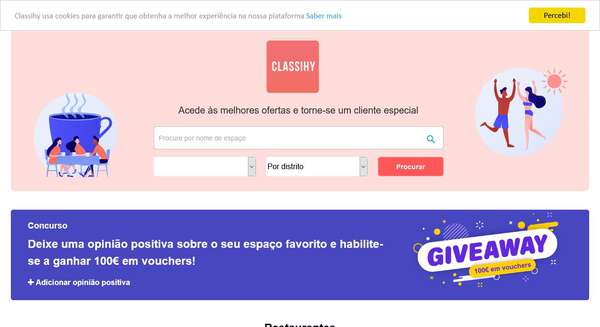 Classihy usa cookies para garantir que obtenha a melhor experiência na nossa plataforma Saber mais
Percebi!
CLASSIHY
Acede às melhores ofertas e torne-se um cliente especial
Procure por nome de espaço
Por distrito
Procurar
Concurso
Deixe uma opinião positiva sobre o seu espaço favorito e habilite-
se a ganhar 100€ em vouchers!
+ Adicionar opinião positiva
GIVEAWAY
100€ em vouchers
Restaurantes